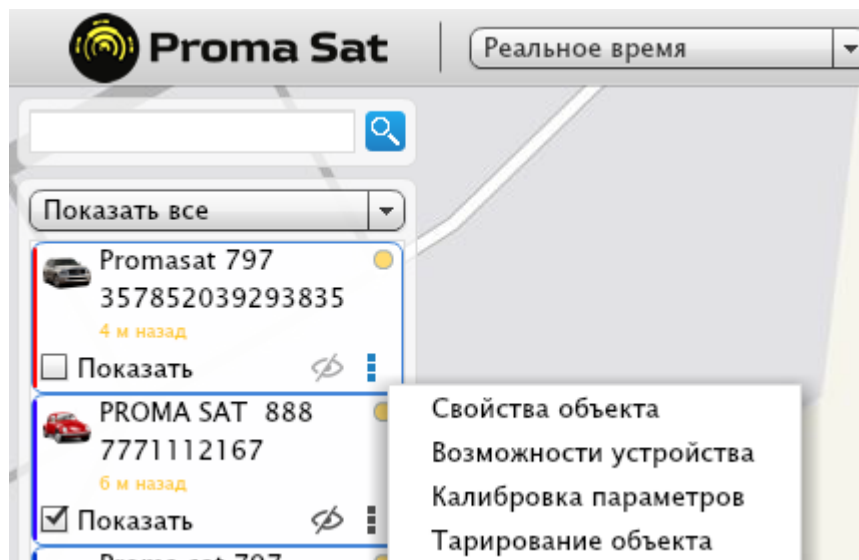 Proma Sat
Реальное время
Показать все
Promasat 797
357852039293835
4 м назад
Показать
PROMA SAT 888
7771112167
6 м назад
Показать
Свойства объекта
Возможности устройства
Калибровка параметров
Тарирование объекта